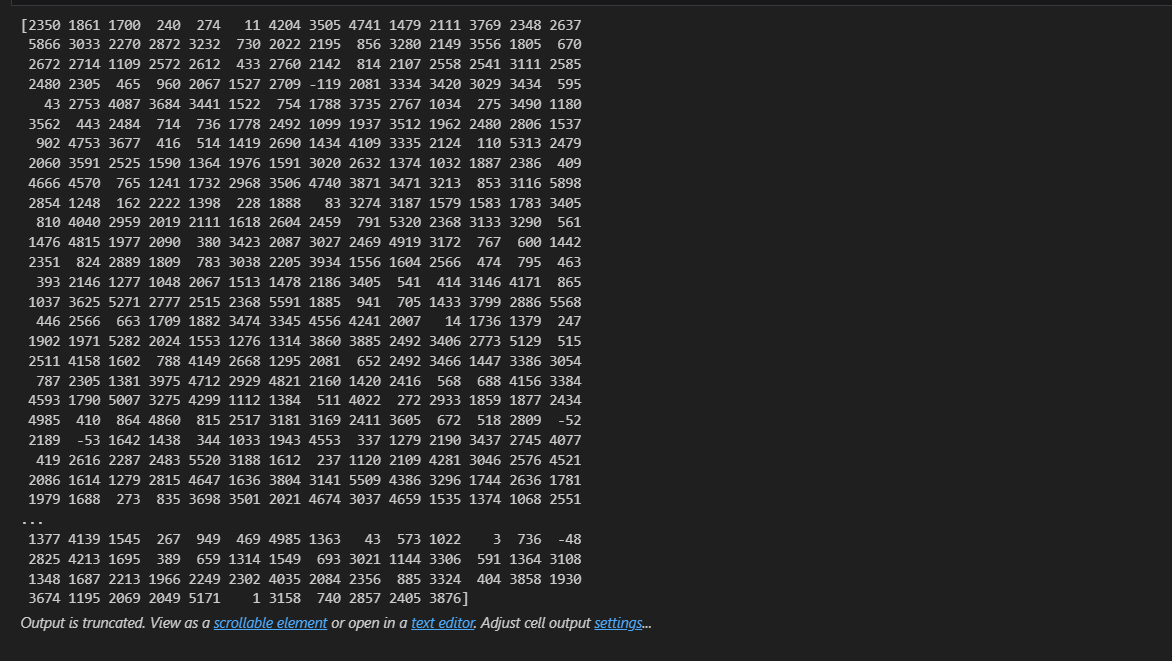 [2350 1861 1700  240  274   11 4204 3505 4741 1479 2111 3769 2348 2637
 5866 3033 2270 2872 3232  730 2022 2195  856 3280 2149 3556 1805  670
 2672 2714 1109 2572 2612  433 2760 2142  814 2107 2558 2541 3111 2585
 2480 2305  465  960 2067 1527 2709 -119 2081 3334 3420 3029 3434  595
   43 2753 4087 3684 3441 1522  754 1788 3735 2767 1034  275 3490 1180
 3562  443 2484  714  736 1778 2492 1099 1937 3512 1962 2480 2806 1537
  902 4753 3677  416  514 1419 2690 1434 4109 3335 2124  110 5313 2479
 2060 3591 2525 1590 1364 1976 1591 3020 2632 1374 1032 1887 2386  409
 4666 4570  765 1241 1732 2968 3506 4740 3871 3471 3213  853 3116 5898
 2854 1248  162 2222 1398  228 1888   83 3274 3187 1579 1583 1783 3405
  810 4040 2959 2019 2111 1618 2604 2459  791 5320 2368 3133 3290  561
 1476 4815 1977 2090  380 3423 2087 3027 2469 4919 3172  767  600 1442
 2351  824 2889 1809  783 3038 2205 3934 1556 1604 2566  474  795  463
  393 2146 1277 1048 2067 1513 1478 2186 3405  541  414 3146 4171  865
 1037 3625 5271 2777 2515 2368 5591 1885  941  705 1433 3799 2886 5568
  446 2566  663 1709 1882 3474 3345 4556 4241 2007   14 1736 1379  247
 1902 1971 5282 2024 1553 1276 1314 3860 3885 2492 3406 2773 5129  515
 2511 4158 1602  788 4149 2668 1295 2081  652 2492 3466 1447 3386 3054
  787 2305 1381 3975 4712 2929 4821 2160 1420 2416  568  688 4156 3384
 4593 1790 5007 3275 4299 1112 1384  511 4022  272 2933 1859 1877 2434
 4985  410  864 4860  815 2517 3181 3169 2411 3605  672  518 2809  -52
 2189  -53 1642 1438  344 1033 1943 4553  337 1279 2190 3437 2745 4077
  419 2616 2287 2483 5520 3188 1612  237 1120 2109 4281 3046 2576 4521
 2086 1614 1279 2815 4647 1636 3804 3141 5509 4386 3296 1744 2636 1781
 1979 1688  273  835 3698 3501 2021 4674 3037 4659 1535 1374 1068 2551
...
 1377 4139 1545  267  949  469 4985 1363   43  573 1022    3  736  -48
 2825 4213 1695  389  659 1314 1549  693 3021 1144 3306  591 1364 3108
 1348 1687 2213 1966 2249 2302 4035 2084 2356  885 3324  404 3858 1930
 3674 1195 2069 2049 5171    1 3158  740 2857 2405 3876]
Output is truncated. View as a scrollable element or open in a text editor. Adjust cell output settings...